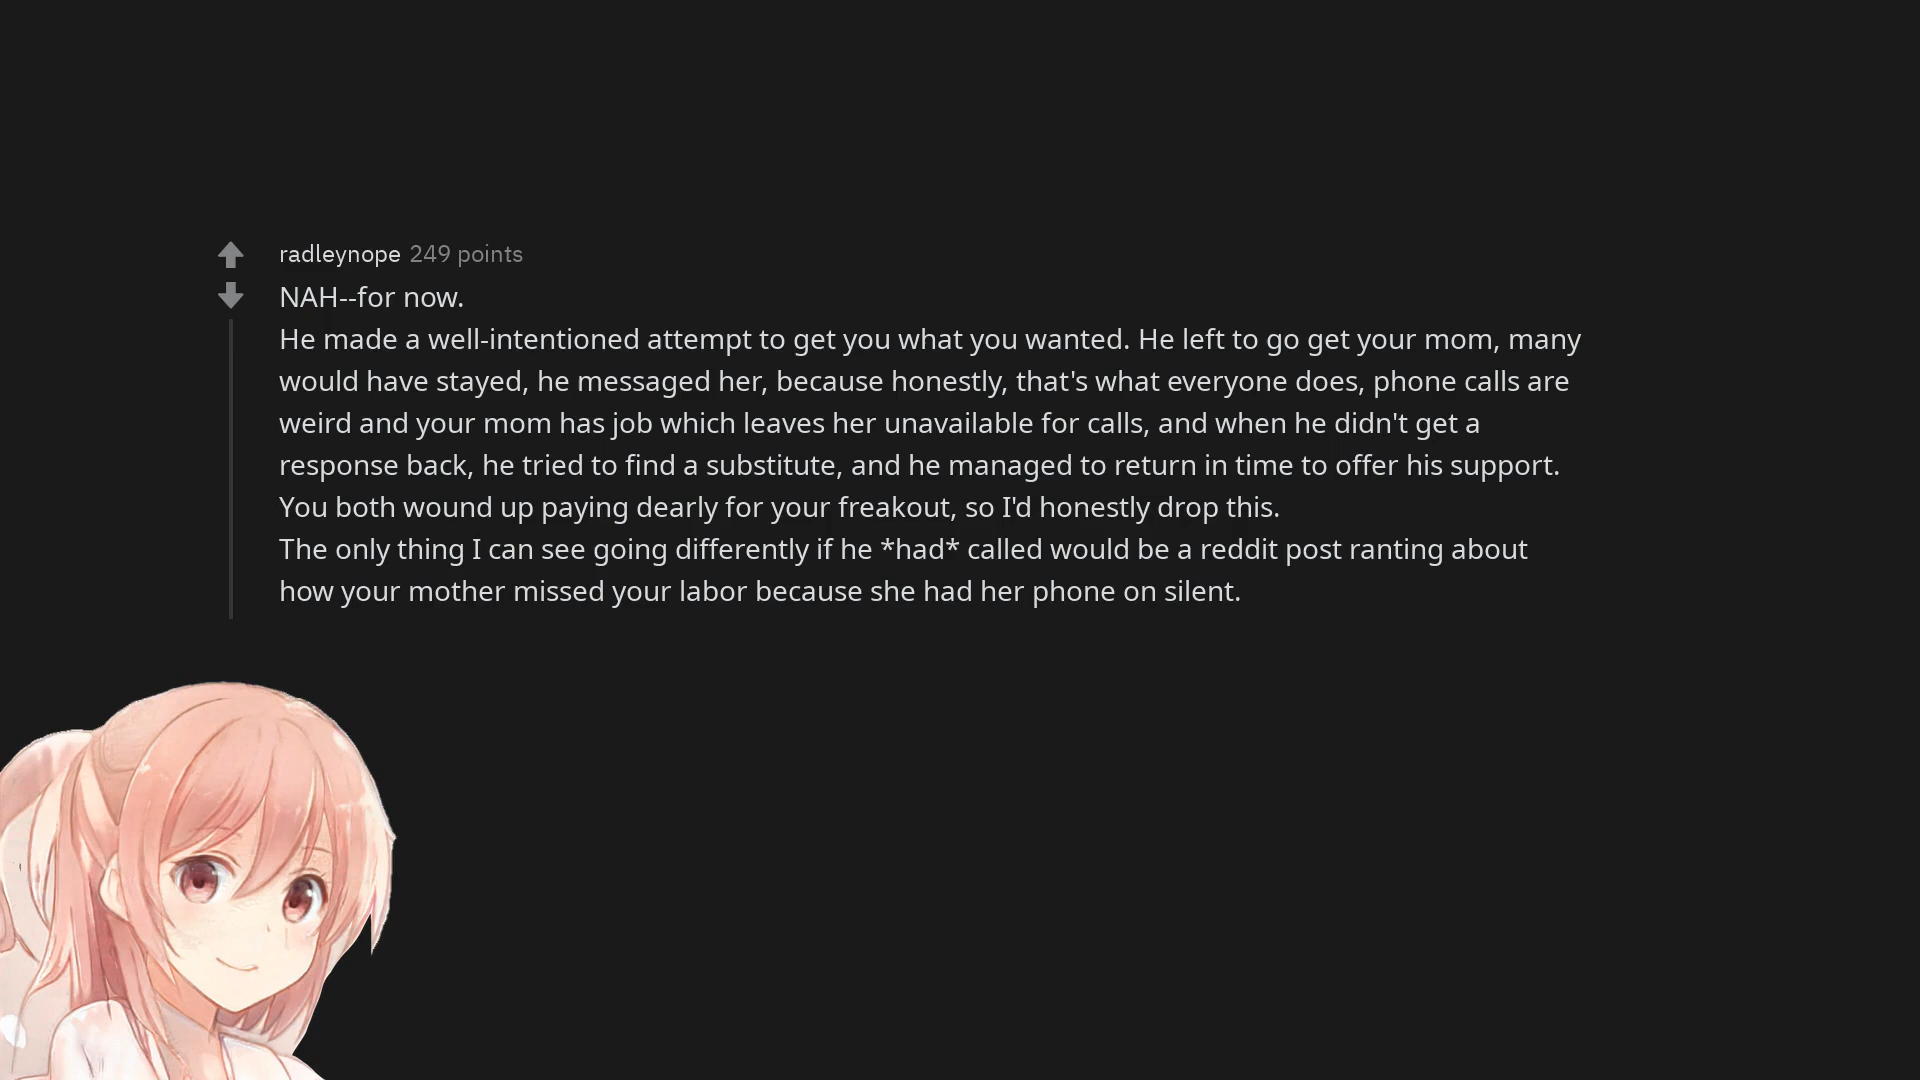 radleynope 249 points
NAH--for now.
He made a well-intentioned attempt to get you what you wanted. He left to go get your mom, many
would have stayed, he messaged her, because honestly, that's what everyone does, phone calls are
weird and your mom has job which leaves her unavailable for calls, and when he didn't get a
response back, he tried to find a substitute, and he managed to return in time to offer his support.
You both wound up paying dearly for your freakout, so I'd honestly drop this.
The only thing I can see going differently if he *had* called would be a reddit post ranting about
how your mother missed your labor because she had her phone on silent.